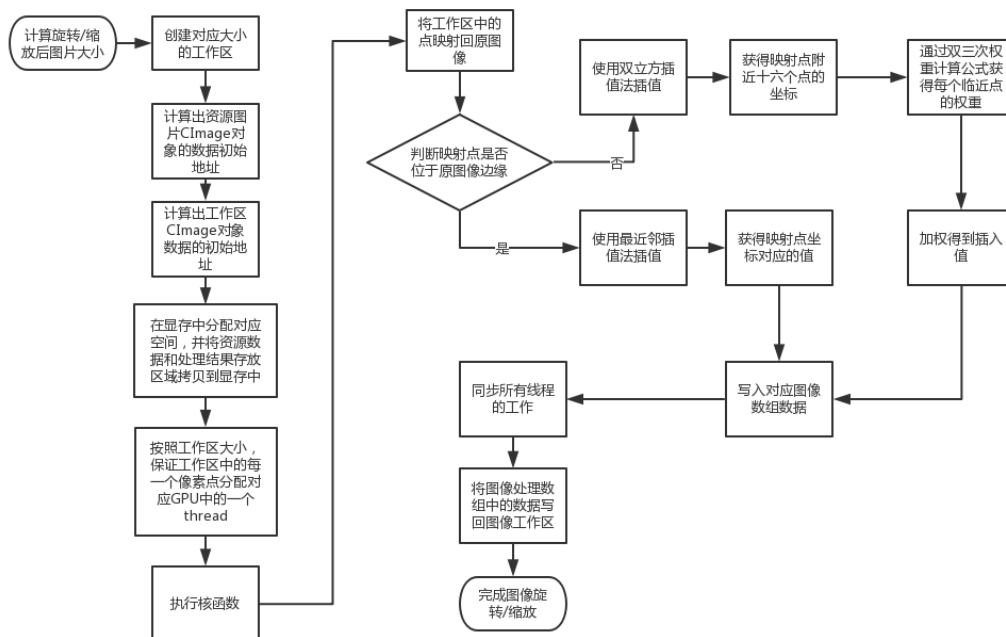 计算旋转/缩
放后图片大小
创建对应大小
的工作区
计算出资源图
片CImage对
象的数据初始
地址
计算出工作区
CImage对象
数据的初始地
址
在显存中分配对应
空间，并将资源数
据和处理结果存放
区域拷贝到显存中
按照工作区大小，
保证工作区中的每
一个像素点分配对
应GPU中的一个
thread
执行核函数
将工作区中的
点映射回原图
像
判断映射点是否
位于原图像边缘
否
使用双立方插
值法插值
获得映射点附
近十六个点的
坐标
通过双三次权
重计算公式获
得每个临近点
的权重
加权得到插入
值
是
使用最近邻插
值法插值
获得映射点坐
标对应的值
写入对应图像
数组数据
同步所有线程
的工作
将图像处理数
组中的数据写
回图像工作区
完成图像旋
转/缩放